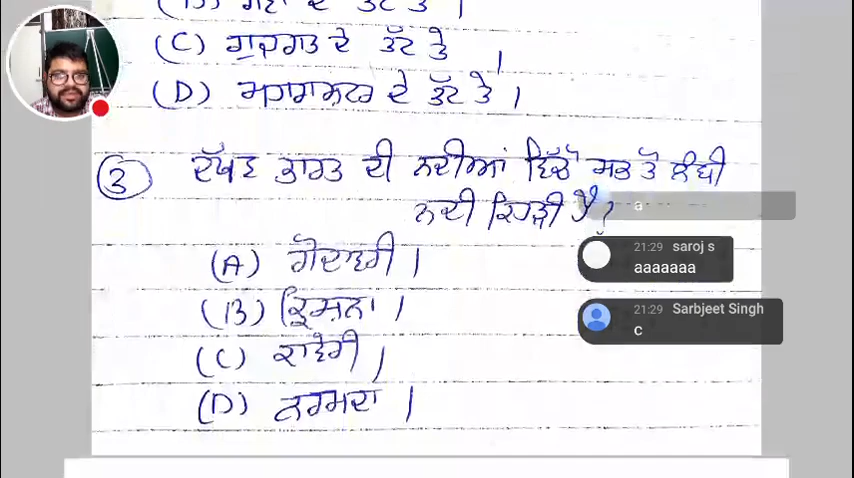 (C) ਗੁਜਰਾਤ ਦੇ ਤੱਟ ਤੇ ।
(D) ਮਹਾਰਾਸ਼ਟਰ ਦੇ ਤੱਟ ਤੇ ।
③ ਦੱਖਣ ਭਾਰਤ ਦੀ ਨਦੀਆਂ ਵਿੱਚੋਂ ਸਭ ਤੋਂ ਲੰਬੀ
ਨਦੀ ਕਿਹੜੀ ਹੈ?
a
(A) ਗੋਦਾਵਰੀ ।
21:29 saroj s
aaaaaaa
(B) ਕ੍ਰਿਸ਼ਨਾ ।
21:29 Sarbjeet Singh
c
(C) ਕਾਵੇਰੀ ।
(D) ਨਰਮਦਾ ।